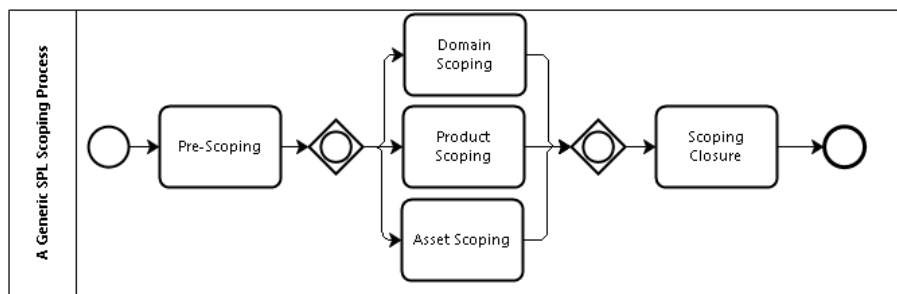 A Generic SPL Scoping Process
Pre-Scoping
Domain
Scoping
Product
Scoping
Asset Scoping
Scoping
Closure